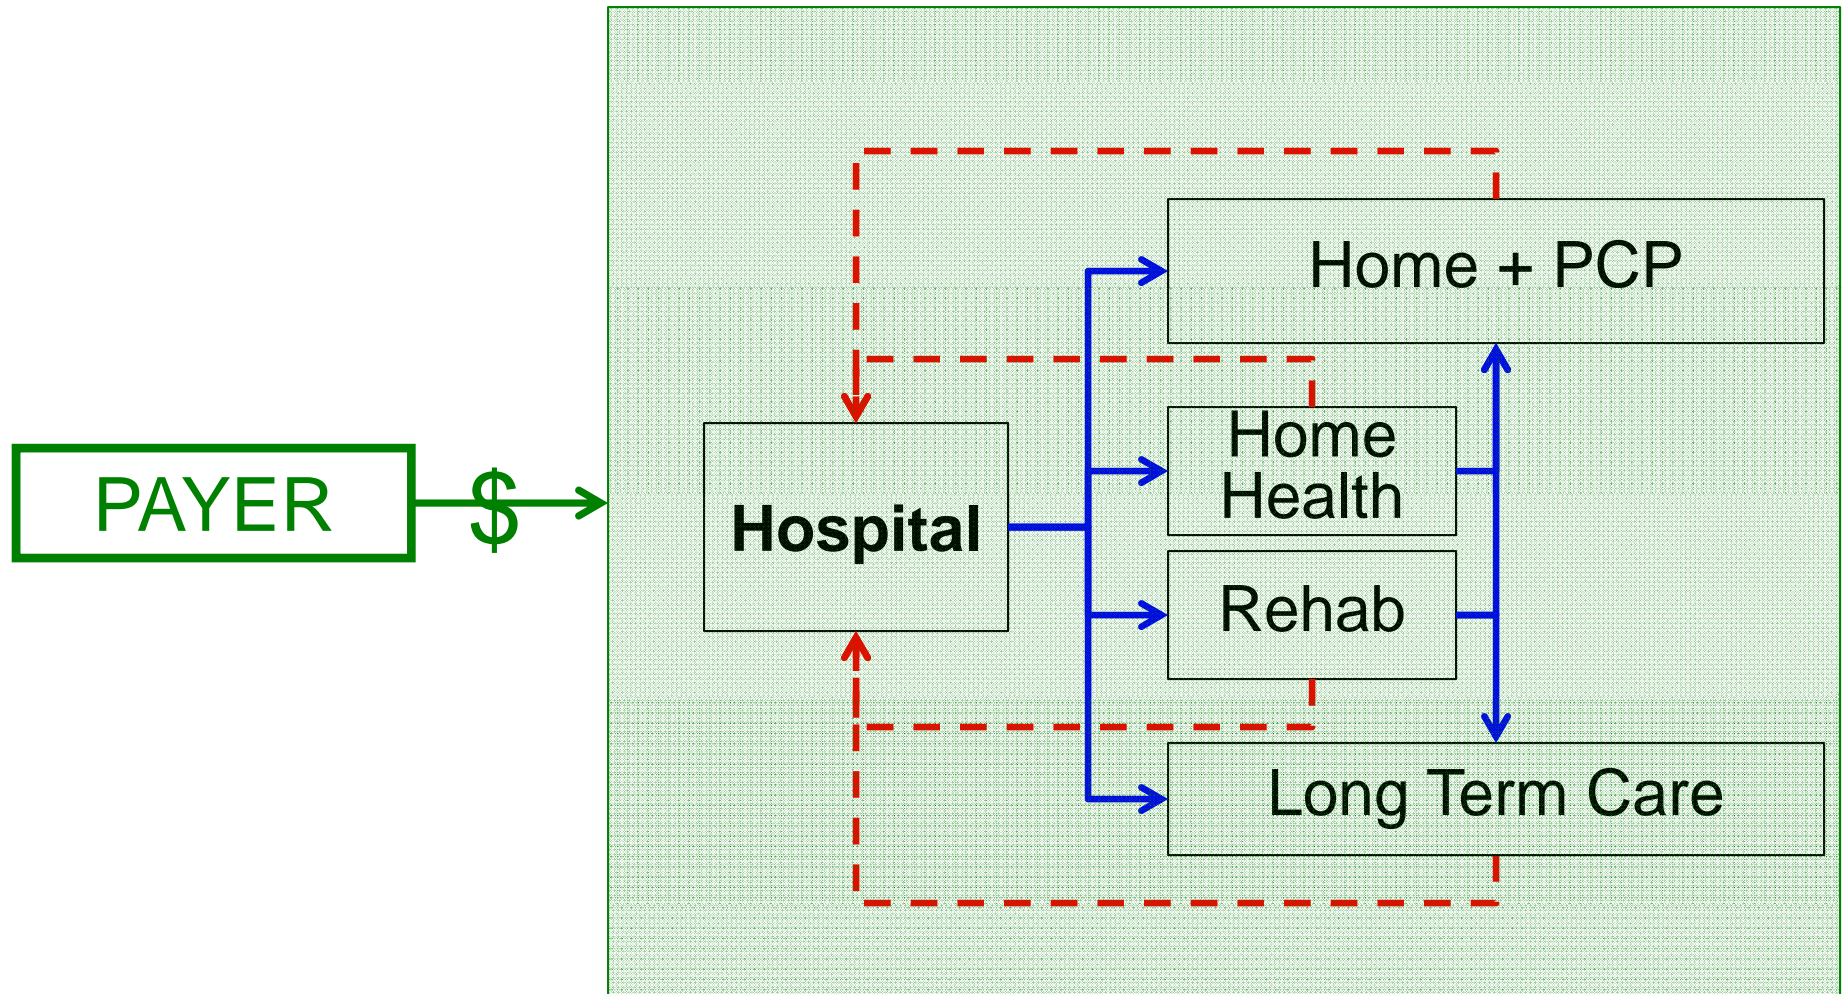 PAYER
$
Hospital
Home + PCP
Home
Health
Rehab
Long Term Care